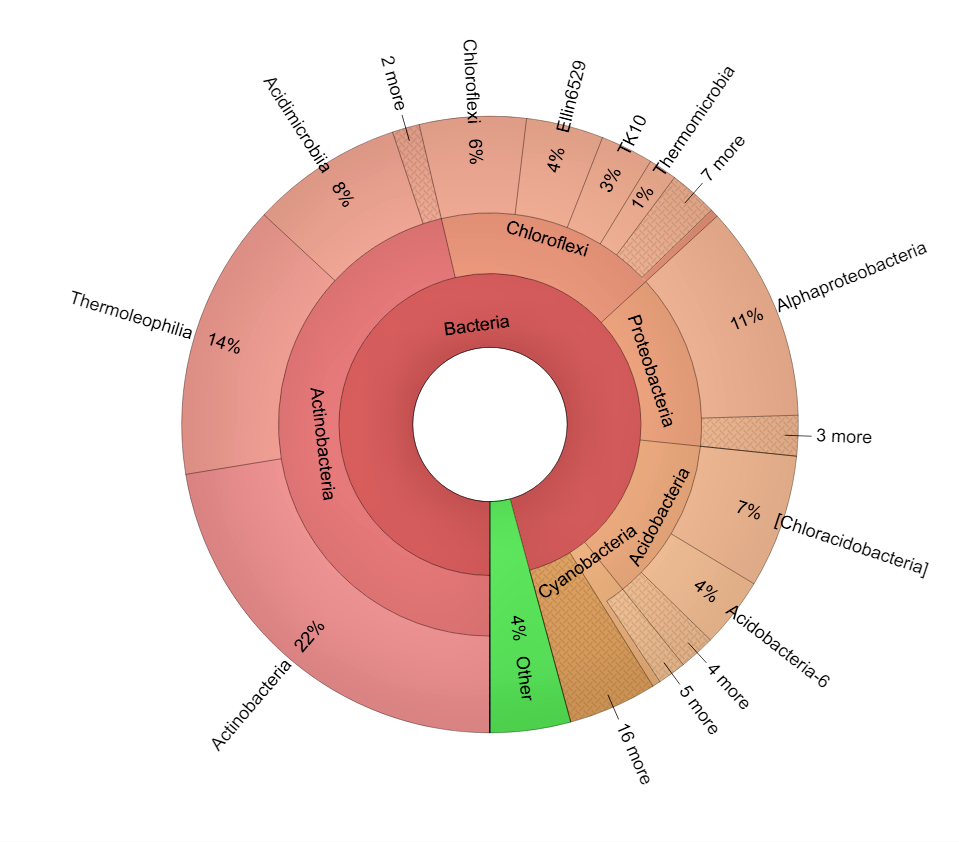 Bacteria
Actinobacteria
Chloroflexi
Proteobacteria
Acidobacteria
Cyanobacteria
Actinobacteria
22%
Thermoleophilia
14%
Acidimicrobiia
8%
2 more
Chloroflexi
6%
Ellin6529
4%
TK10
3%
Thermomicrobia
1%
7 more
Alphaproteobacteria
11%
3 more
[Chloracidobacteria]
7%
Acidobacteria-6
4%
4 more
5 more
16 more
4% Other